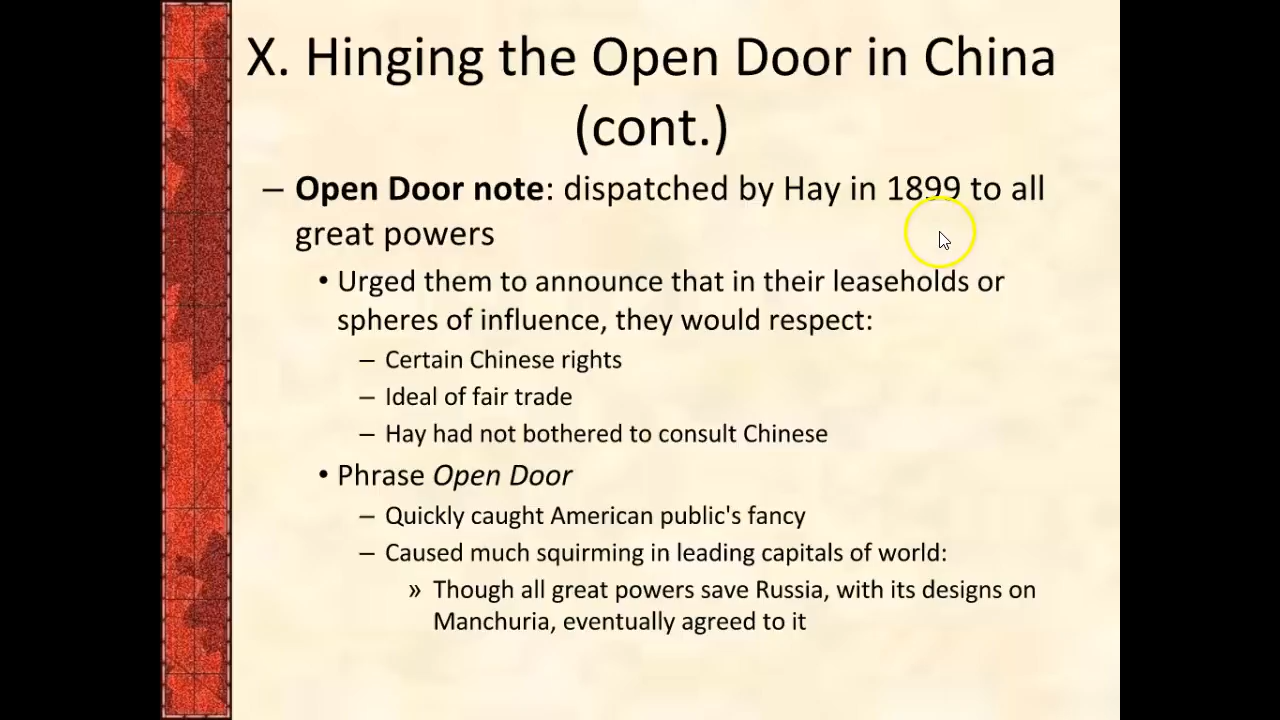 X. Hinging the Open Door in China
(cont.)
– Open Door note: dispatched by Hay in 1899 to all
great powers
• Urged them to announce that in their leaseholds or
spheres of influence, they would respect:
– Certain Chinese rights
– Ideal of fair trade
– Hay had not bothered to consult Chinese
• Phrase Open Door
– Quickly caught American public's fancy
– Caused much squirming in leading capitals of world:
» Though all great powers save Russia, with its designs on
Manchuria, eventually agreed to it